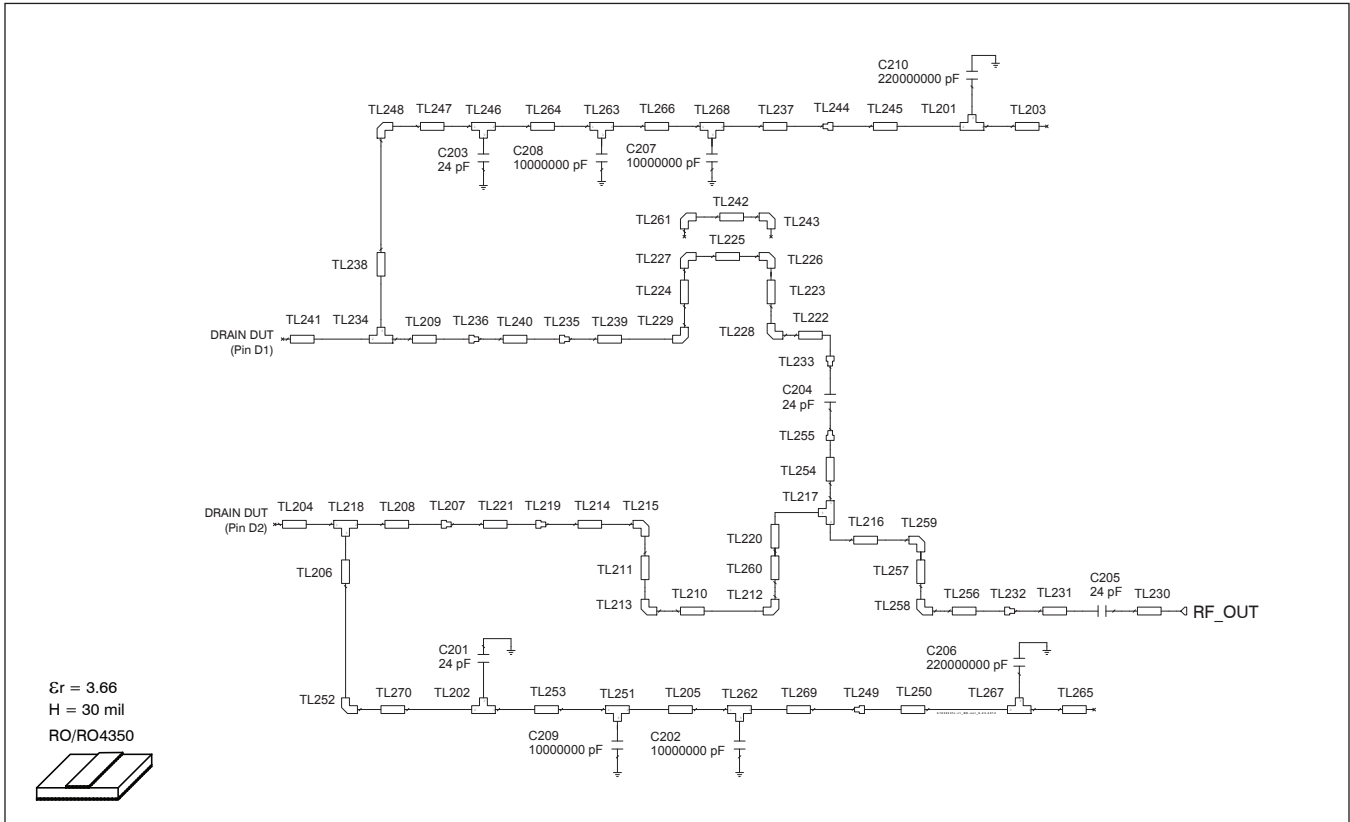 C210
220000000 pF
TL248
TL247
TL246
TL264
TL263
TL266
TL268
TL237
TL244
TL245
TL201
TL203
C203
24 pF
C208
10000000 pF
C207
10000000 pF
TL242
TL261
TL243
TL225
TL227
TL226
TL238
TL224
TL223
TL241
TL234
TL209
TL236
TL240
TL235
TL239
TL229
TL228
TL222
DRAIN DUT
(Pin D1)
TL233
C204
24 pF
TL255
TL254
TL217
DRAIN DUT
(Pin D2)
TL204
TL218
TL208
TL207
TL221
TL219
TL214
TL215
TL220
TL216
TL259
TL206
TL211
TL260
TL257
TL213
TL210
TL212
TL258
TL256
TL232
TL231
C205
24 pF
TL230
RF_OUT
C201
24 pF
C206
220000000 pF
TL252
TL270
TL202
TL253
TL251
TL205
TL262
TL269
TL249
TL250
TL267
TL265
C209
10000000 pF
C202
10000000 pF
Ɛr = 3.66
H = 30 mil
RO/RO4350